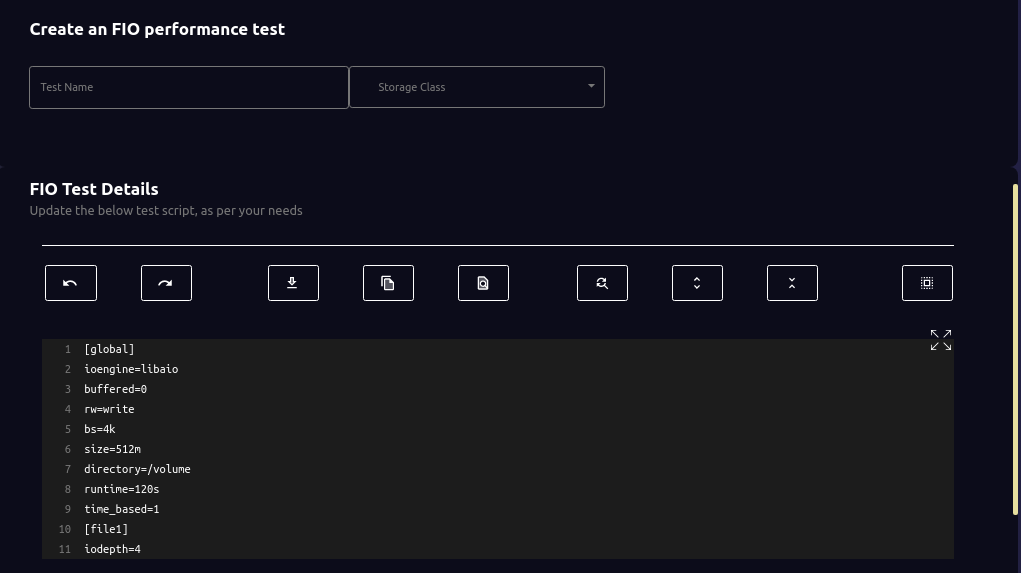 Create an FIO performance test
Test Name
Storage Class
FIO Test Details
Update the below test script, as per your needs
1 [global]
2 ioengine=libaio
3 buffered=0
4 rw=write
5 bs=4k
6 size=512m
7 directory=/volume
8 runtime=120s
9 time_based=1
10 [file1]
11 iodepth=4